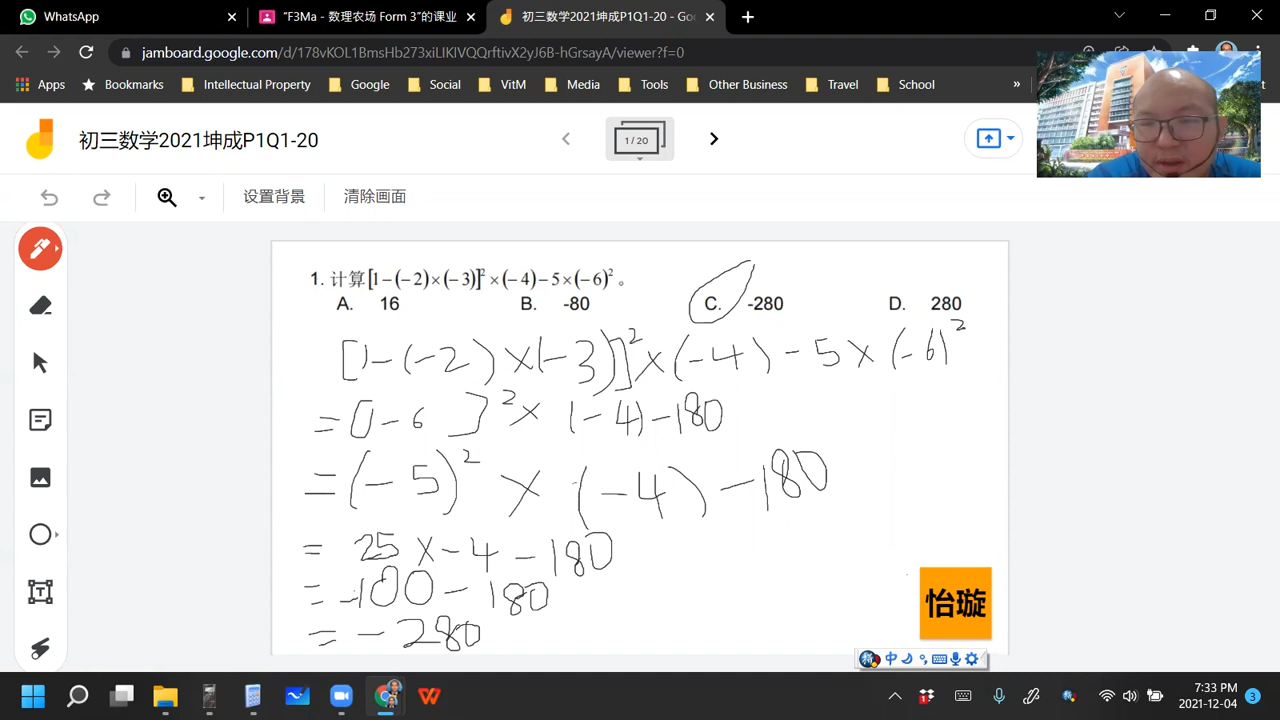 WhatsApp
"F3Ma - 数理农场 Form 3"的课业
初三数学2021坤成P1Q1-20 - Goo
jamboard.google.com/d/178vKOL1BmsHb273xiLlKIVOOrftivX2yJ6B-hGrsayA/viewer?f=0
Apps
Bookmarks
Intellectual Property
Google
Social
VitM
Media
Tools
Other Business
Travel
School
»
初三数学2021坤成P1Q1-20
1 / 20
设置背景
清除画面
1. 计算[1-(-2)×(-3)]²×(-4)-5×(-6)²。
A. 16 B. -80 C. -280 D. 280
[1-(-2)×(-3)]²×(-4)-5×(-6)²
=[1-6]²×(-4)-180
=(-5)²×(-4)-180
= 25×-4-180
= -100-180
= -280
怡璇
中
7:33 PM
2021-12-04
3